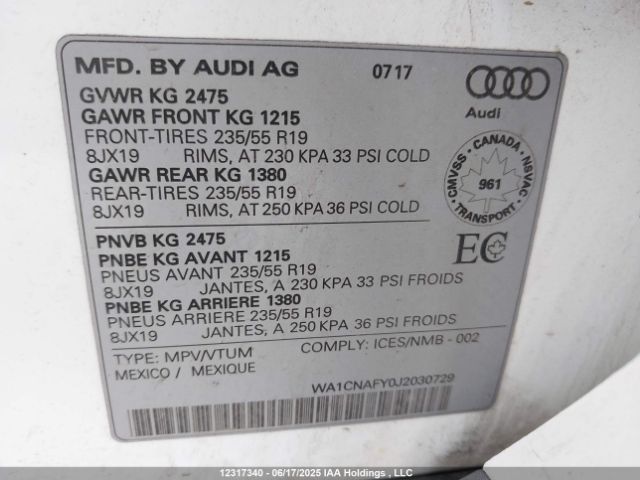 MFD. BY AUDI AG 0717
Audi
GVWR KG 2475
GAWR FRONT KG 1215
FRONT-TIRES 235/55 R19
8JX19 RIMS, AT 230 KPA 33 PSI COLD
GAWR REAR KG 1380
REAR-TIRES 235/55 R19
8JX19 RIMS, AT 250 KPA 36 PSI COLD
CMVSS - CANADA - NSVAC
961
TRANSPORT
PNVB KG 2475
PNBE KG AVANT 1215
PNEUS AVANT 235/55 R19
8JX19 JANTES, A 230 KPA 33 PSI FROIDS
PNBE KG ARRIERE 1380
PNEUS ARRIERE 235/55 R19
8JX19 JANTES, A 250 KPA 36 PSI FROIDS
EC
TYPE: MPV/VTUM COMPLY: ICES/NMB - 002
MEXICO / MEXIQUE
WA1CNAFY0J2030729
12317340 - 06/17/2025 IAA Holdings , LLC